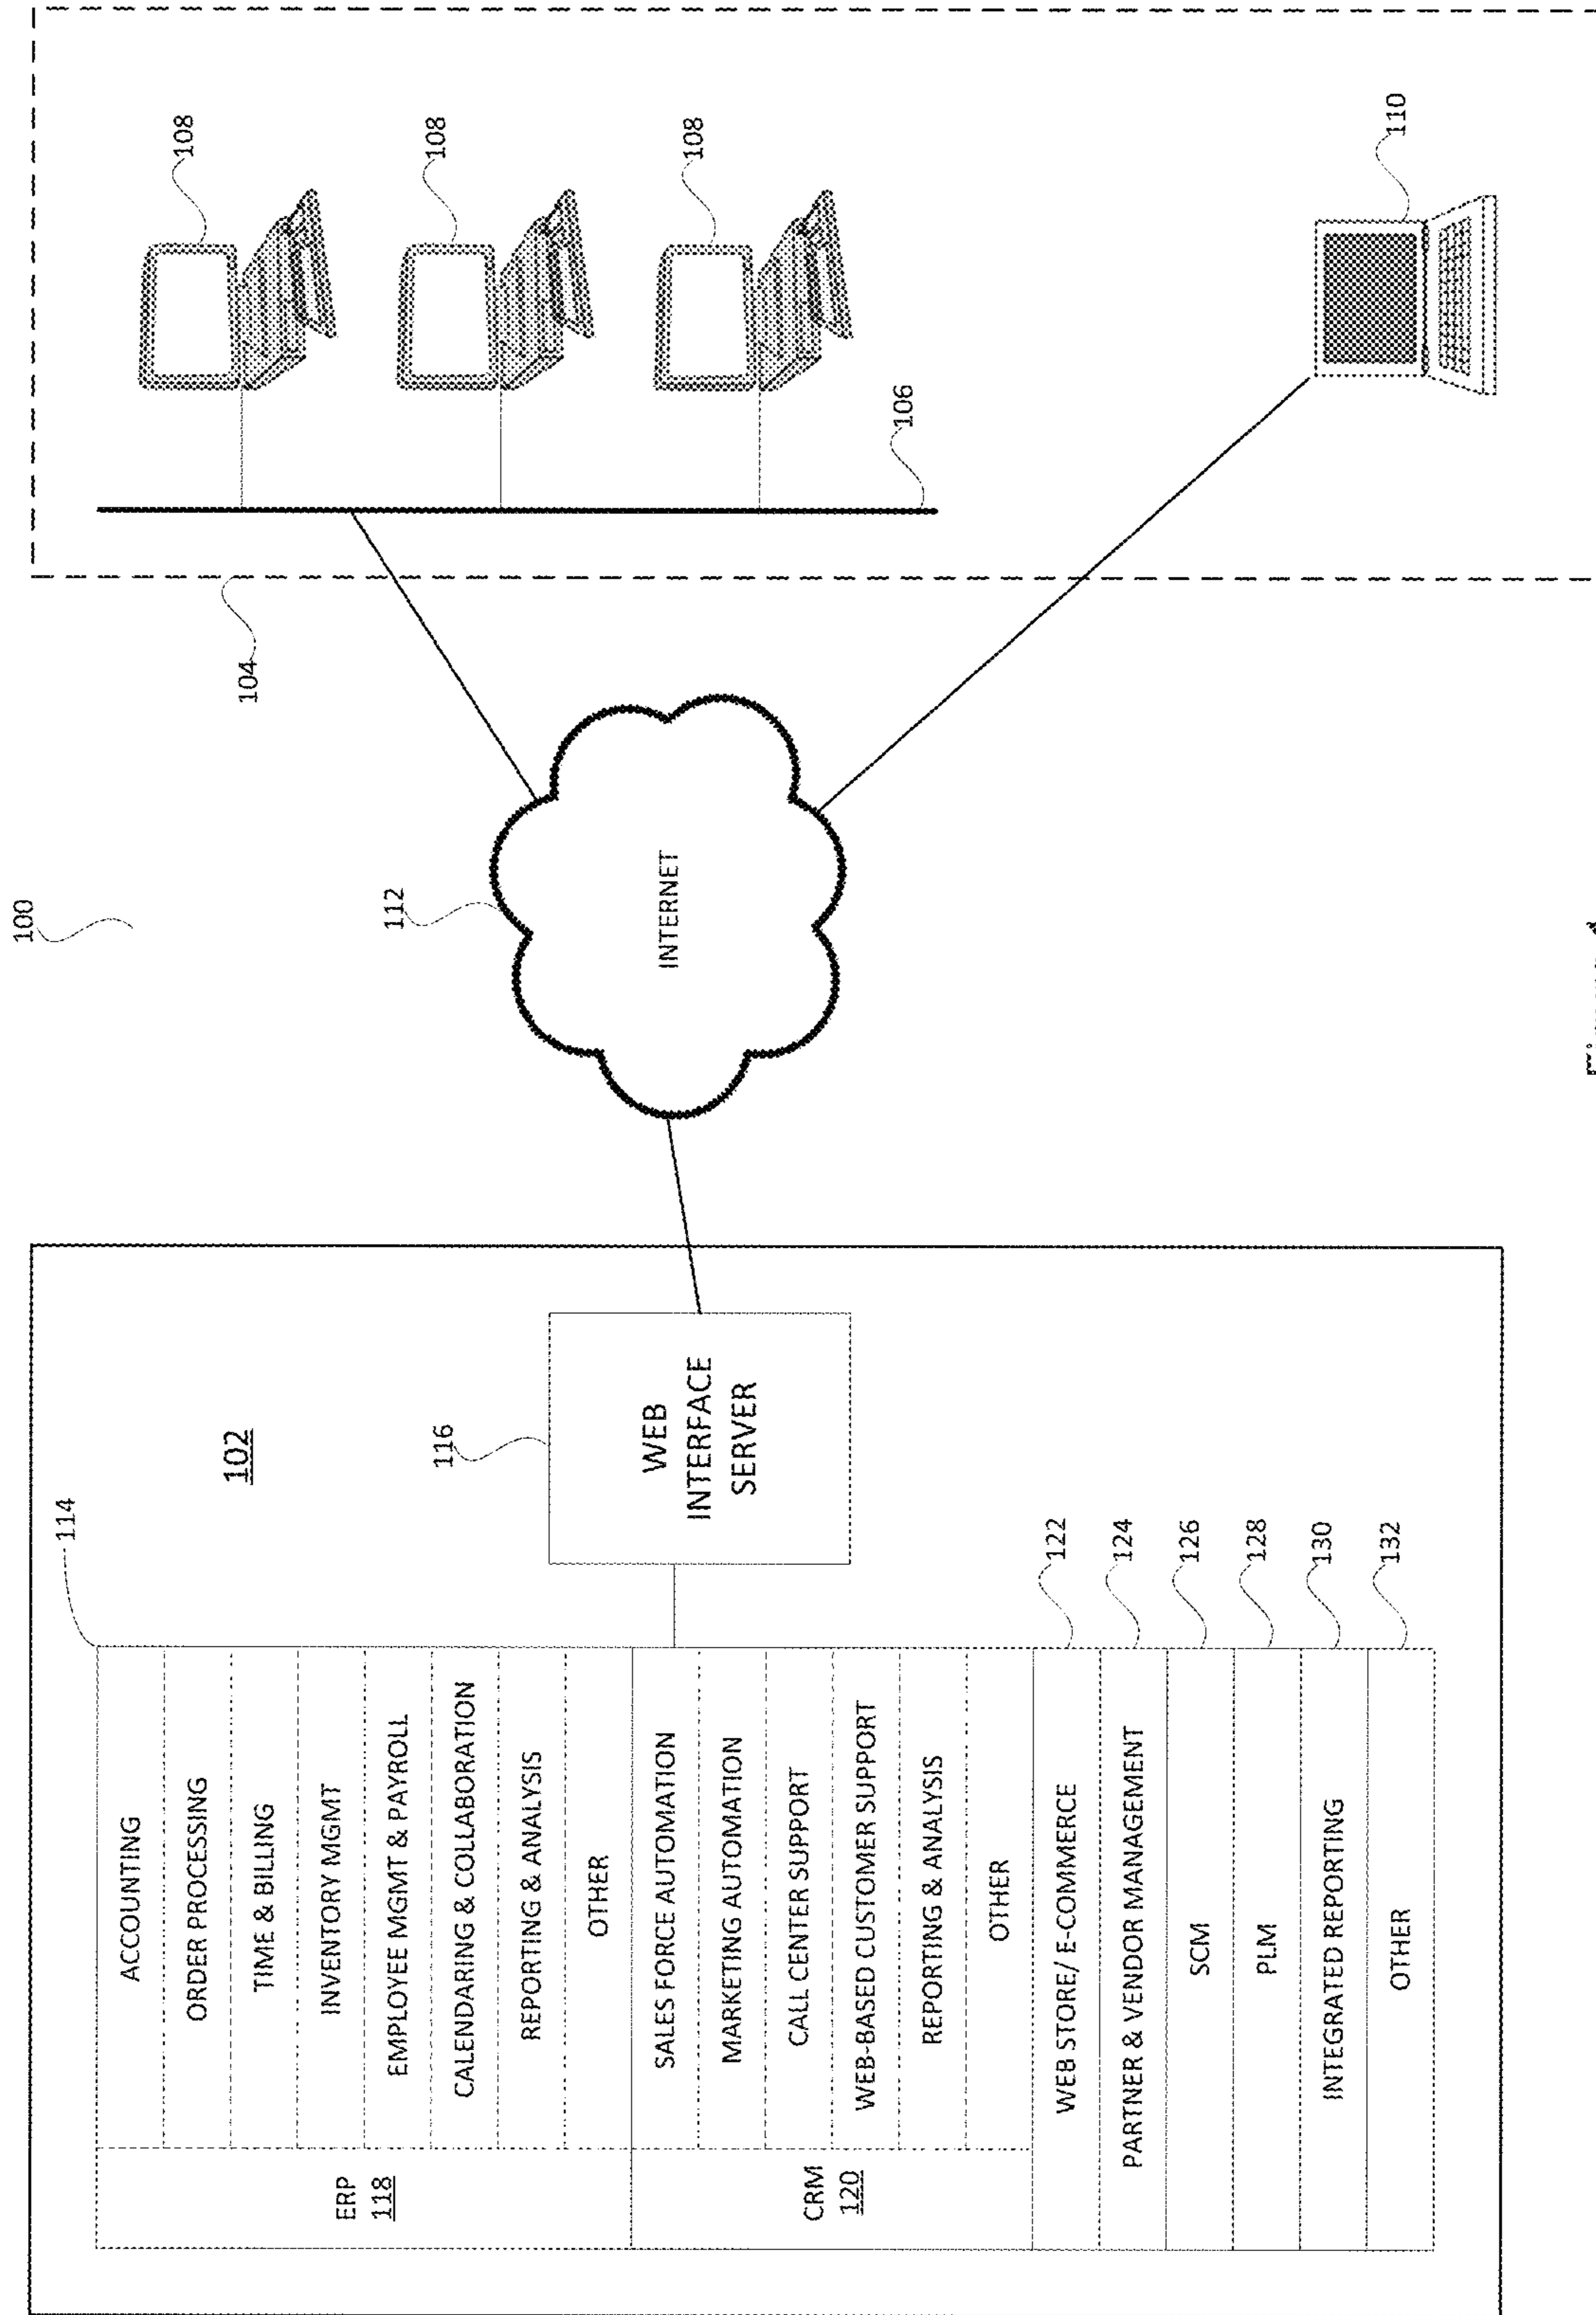 100
102
114
ACCOUNTING
ORDER PROCESSING
TIME & BILLING
INVENTORY MGMT
EMPLOYEE MGMT & PAYROLL
CALENDARING & COLLABORATION
REPORTING & ANALYSIS
OTHER
ERP
118
SALES FORCE AUTOMATION
MARKETING AUTOMATION
CALL CENTER SUPPORT
WEB-BASED CUSTOMER SUPPORT
REPORTING & ANALYSIS
OTHER
CRM
120
WEB STORE/ E-COMMERCE
122
PARTNER & VENDOR MANAGEMENT
124
SCM
126
PLM
128
INTEGRATED REPORTING
130
OTHER
132
116
WEB
INTERFACE
SERVER
112
INTERNET
104
106
108
108
108
110